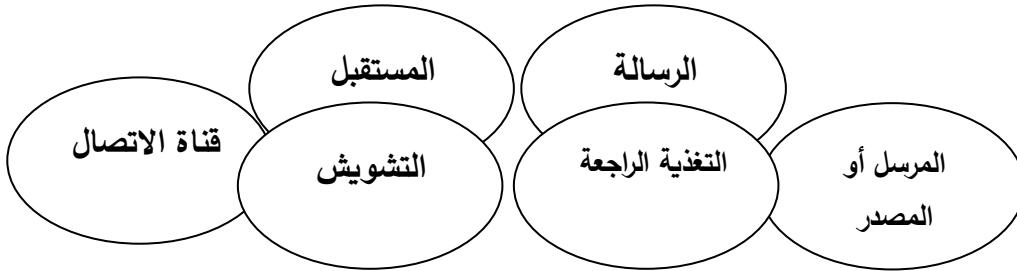 الرسالة
المستقبل
المرسل أو
المصدر
التغذية الراجعة
التشويش
قناة الاتصال